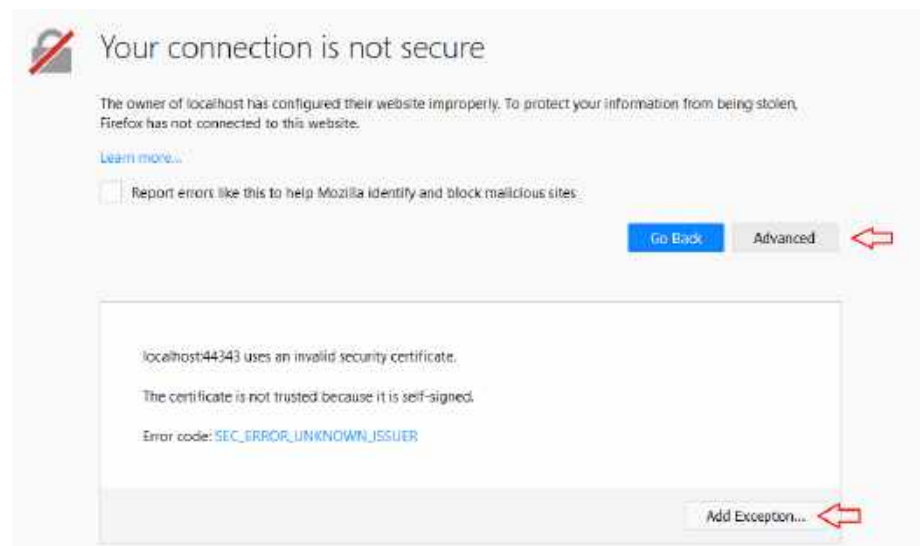 Your connection is not secure
The owner of localhost has configured their website improperly. To protect your information from being stolen,
Firefox has not connected to this website.
Learn more...
Report errors like this to help Mozilla identify and block malicious sites
Go Back Advanced
localhost:44343 uses an invalid security certificate.
The certificate is not trusted because it is self-signed.
Error code: SEC_ERROR_UNKNOWN_ISSUER
Add Exception...